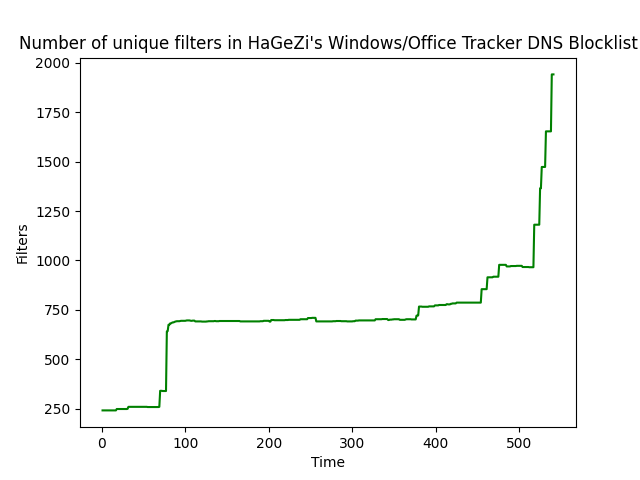 Number of unique filters in HaGeZi's Windows/Office Tracker DNS Blocklist
2000
1750
1500
1250
1000
750
500
250
Filters
0 100 200 300 400 500
Time